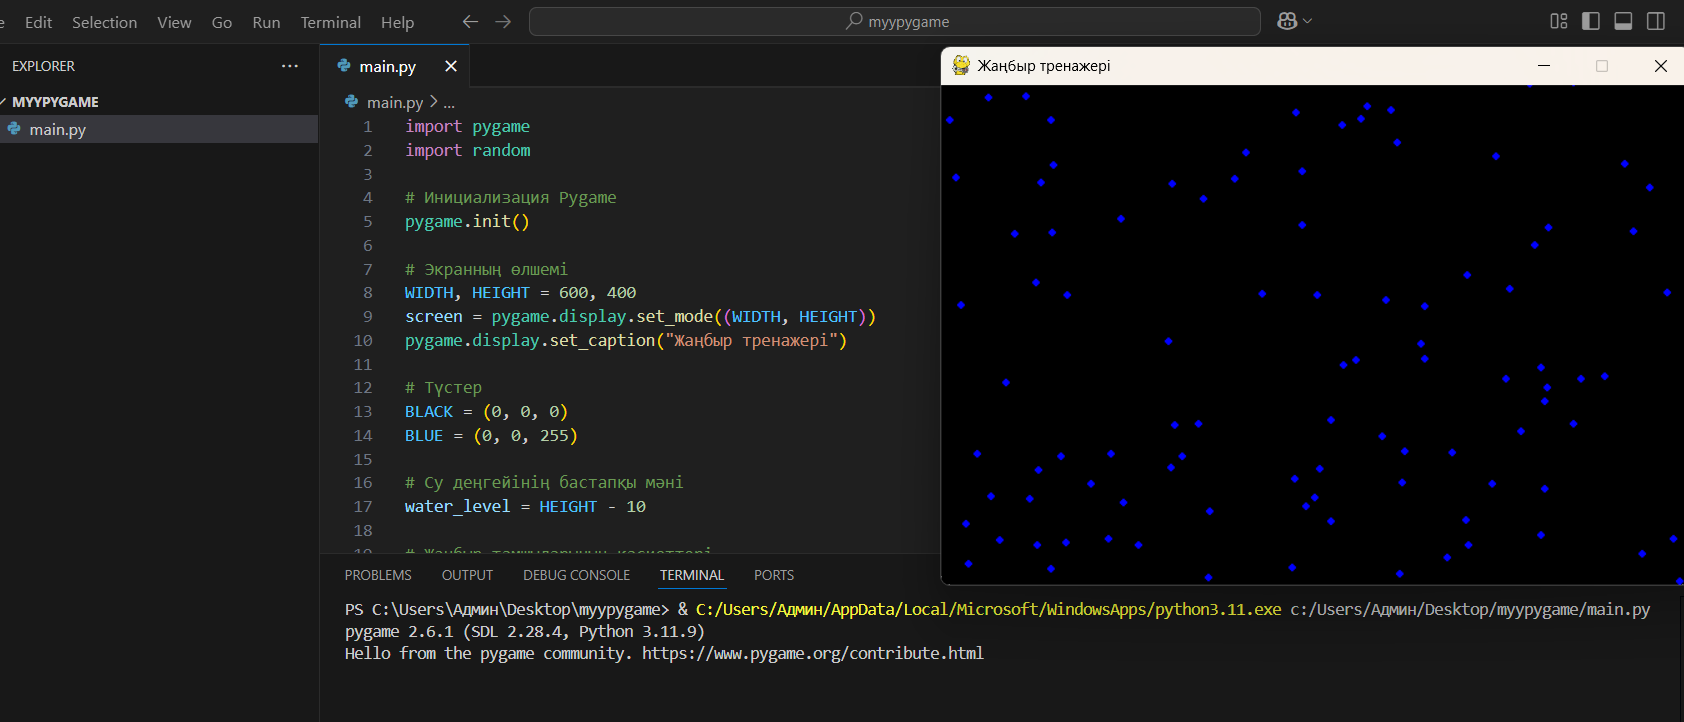 Edit Selection View Go Run Terminal Help myypygame
EXPLORER
MYYPYGAME
main.py
main.py
main.py > ...
1 import pygame
2 import random
3
4 # Инициализация Pygame
5 pygame.init()
6
7 # Экранның өлшемі
8 WIDTH, HEIGHT = 600, 400
9 screen = pygame.display.set_mode((WIDTH, HEIGHT))
10 pygame.display.set_caption("Жаңбыр тренажері")
11
12 # Түстер
13 BLACK = (0, 0, 0)
14 BLUE = (0, 0, 255)
15
16 # Су деңгейінің бастапқы мәні
17 water_level = HEIGHT - 10
18
19 # Жаңбыр тамшыларының қасиеттері
Жаңбыр тренажері
PROBLEMS OUTPUT DEBUG CONSOLE TERMINAL PORTS
PS C:\Users\Админ\Desktop\myypygame> & C:/Users/Админ/AppData/Local/Microsoft/WindowsApps/python3.11.exe c:/Users/Админ/Desktop/myypygame/main.py
pygame 2.6.1 (SDL 2.28.4, Python 3.11.9)
Hello from the pygame community. https://www.pygame.org/contribute.html